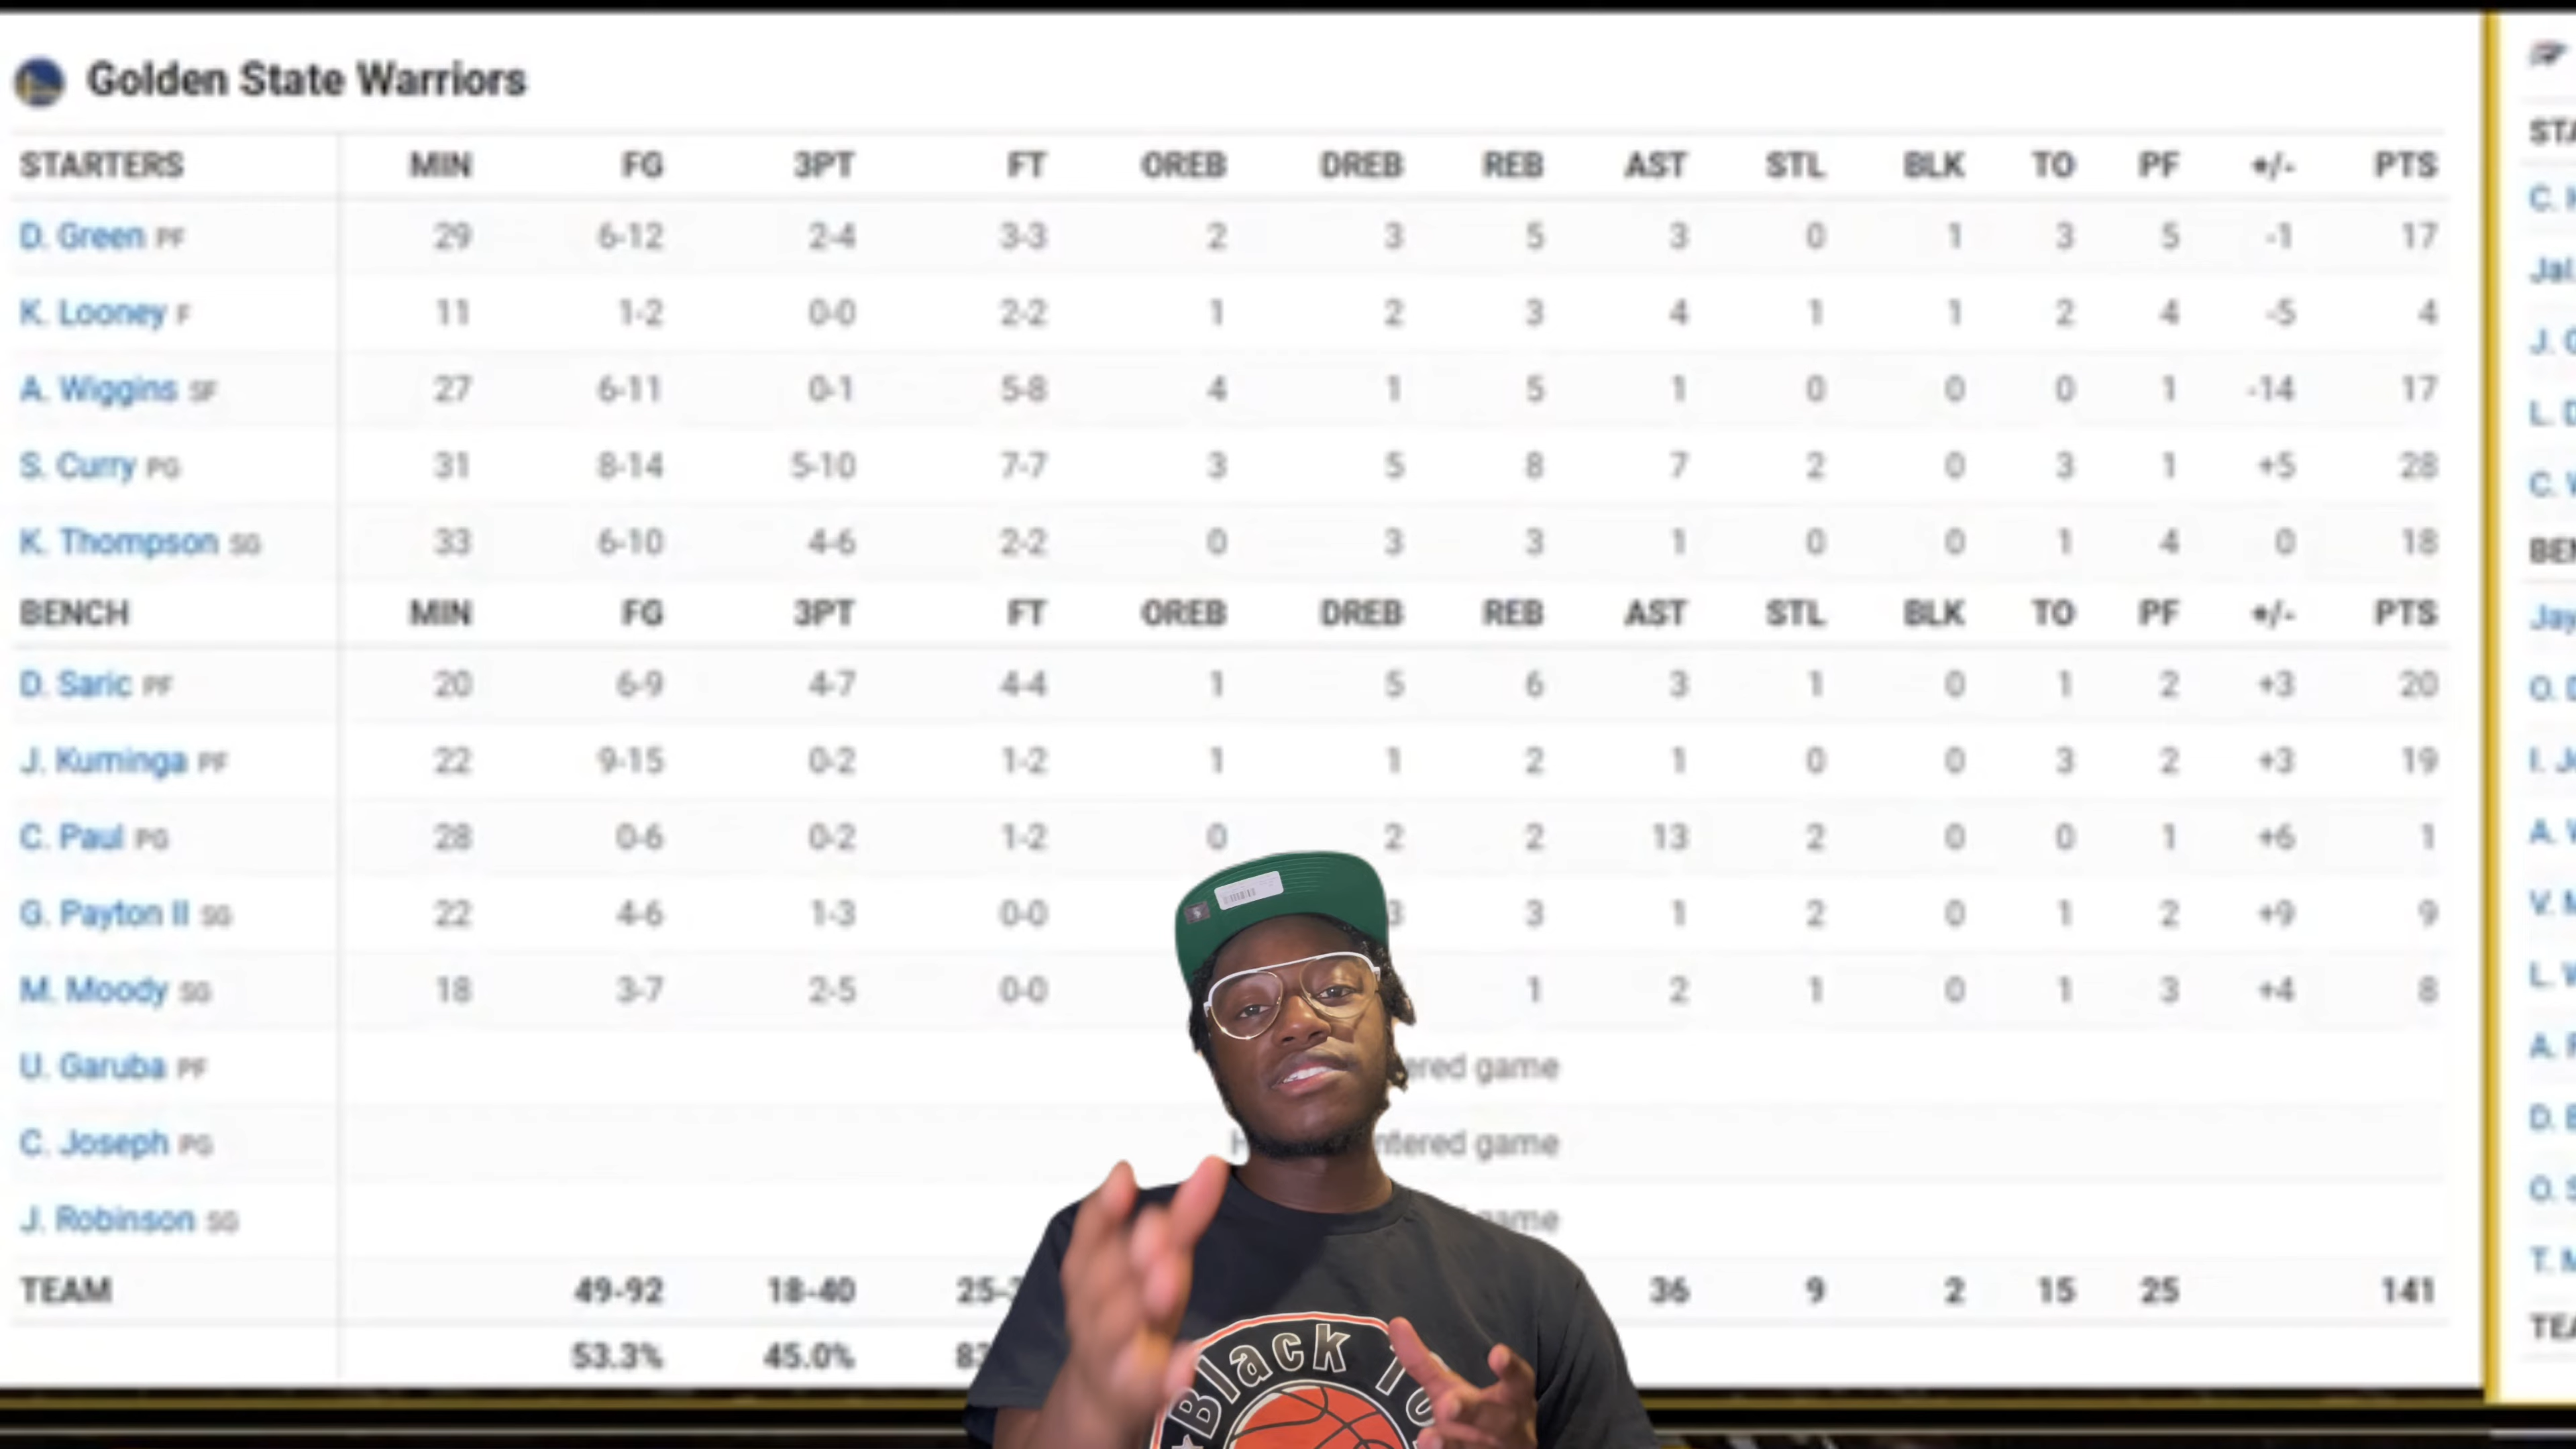 Golden State Warriors
STARTERS MIN FG 3PT FT OREB DREB REB AST STL BLK TO PF +/- PTS
D. Green PF 29 6-12 2-4 3-3 2 3 5 3 0 1 3 5 -1 17
K. Looney F 11 1-2 0-0 2-2 1 2 3 4 1 1 2 4 -5 4
A. Wiggins SF 27 6-11 0-1 5-8 4 1 5 1 0 0 0 1 -14 17
S. Curry PG 31 8-14 5-10 7-7 3 5 8 7 2 0 3 1 +5 28
K. Thompson SG 33 6-10 4-6 2-2 0 3 3 1 0 0 1 4 0 18
BENCH MIN FG 3PT FT OREB DREB REB AST STL BLK TO PF +/- PTS
D. Saric PF 20 6-9 4-7 4-4 1 5 6 3 1 0 1 2 +3 20
J. Kuminga PF 22 9-15 0-2 1-2 1 1 2 1 0 0 3 2 +3 19
C. Paul PG 28 0-6 0-2 1-2 0 2 2 13 2 0 0 1 +6 1
G. Payton II SG 22 4-6 1-3 0-0 3 3 1 2 0 1 2 +9 9
M. Moody SG 18 3-7 2-5 0-0 1 2 1 0 1 3 +4 8
U. Garuba PF game
C. Joseph PG game
J. Robinson SG game
TEAM 49-92 18-40 36 9 2 15 25 141
53.3% 45.0%
Black